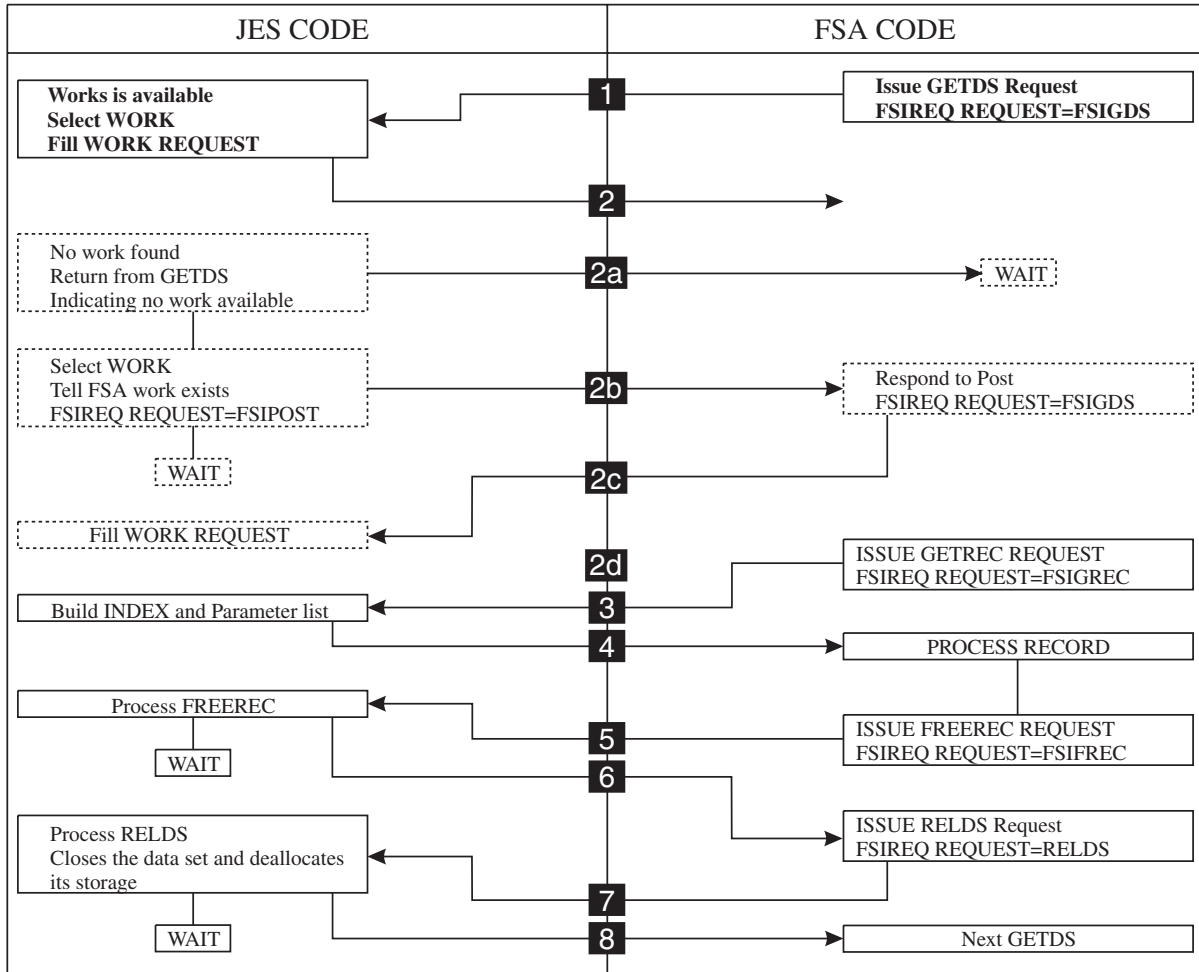 JES CODE
FSA CODE
Works is available
Select WORK
Fill WORK REQUEST
1
Issue GETDS Request
FSIREQ REQUEST=FSIGDS
2
No work found
Return from GETDS
Indicating no work available
2a
WAIT
Select WORK
Tell FSA work exists
FSIREQ REQUEST=FSIPOST
2b
Respond to Post
FSIREQ REQUEST=FSIGDS
WAIT
2c
Fill WORK REQUEST
2d
ISSUE GETREC REQUEST
FSIREQ REQUEST=FSIGREC
Build INDEX and Parameter list
3
4
PROCESS RECORD
Process FREEREC
5
ISSUE FREEREC REQUEST
FSIREQ REQUEST=FSIFREC
WAIT
6
Process RELDS
Closes the data set and deallocates
its storage
ISSUE RELDS Request
FSIREQ REQUEST=RELDS
7
WAIT
8
Next GETDS